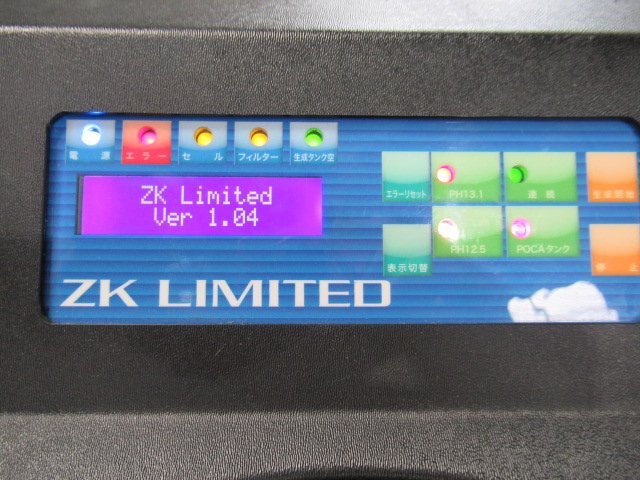 電源
エラー
セル
フィルター
生成タンク空
ZK Limited
Ver 1.04
エラーリセット
PH13.1
連続
生成開始
表示切替
PH12.5
POCAタンク
停止
ZK LIMITED